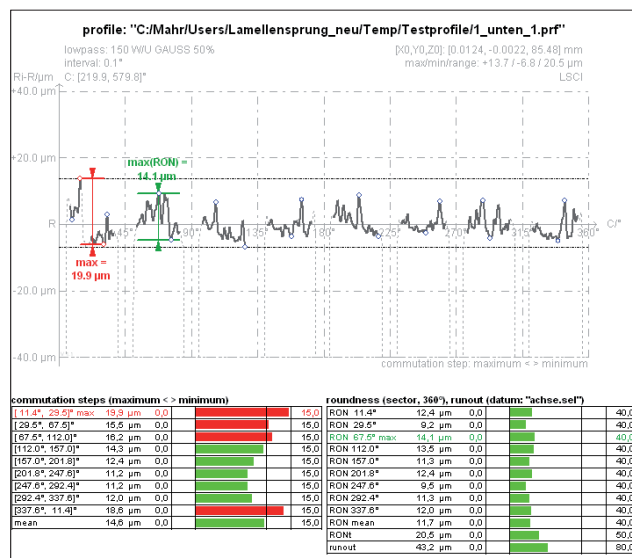 profile: "C:/Mahr/Users/Lamellensprung_neu/Temp/Testprofile/1_unten_1.prf"
lowpass: 150 W/U GAUSS 50% [X0,Y0,Z0]: [0.0124, -0.0022, 85.48] mm
interval: 0.1° max/min/range: +13.7 / -6.8 / 20.5 µm
Ri-R/µm C: [219.9, 579.8]° LSCI
+40.0 µm
+20.0 µm
max(RON) =
14.1 µm
R 45° 90° 135° 180° 225° 270° 315° 360° C/°
max =
19.9 µm
-20.0 µm
-40.0 µm
commutation step: maximum <> minimum
commutation steps (maximum <> minimum)
[ 11.4°, 29.5]° max 19,9 µm 0,0 15,0
[29.5°, 67.5]° 15,5 µm 0,0 15,0
[67.5°, 112.0]° 16,2 µm 0,0 15,0
[112.0°, 157.0]° 14,3 µm 0,0 15,0
[157.0°, 201.8]° 12,4 µm 0,0 15,0
[201.8°, 247.6]° 11,2 µm 0,0 15,0
[247.6°, 292.4]° 11,2 µm 0,0 15,0
[292.4°, 337.6]° 12,0 µm 0,0 15,0
[337.6°, 11.4]° 18,6 µm 0,0 15,0
mean 14,6 µm 0,0 15,0
roundness (sector, 360°), runout (datum: "achse.sel")
RON 11.4° 12,4 µm 0,0 40,0
RON 29.5° 9,2 µm 0,0 40,0
RON 67.5° max 14,1 µm 0,0 40,0
RON 112.0° 13,5 µm 0,0 40,0
RON 157.0° 11,3 µm 0,0 40,0
RON 201.8° 12,4 µm 0,0 40,0
RON 247.6° 9,5 µm 0,0 40,0
RON 292.4° 11,3 µm 0,0 40,0
RON 337.6° 12,0 µm 0,0 40,0
RON mean 11,7 µm 0,0 40,0
RONt 20,5 µm 0,0 50,0
runout 43,2 µm 0,0 80,0